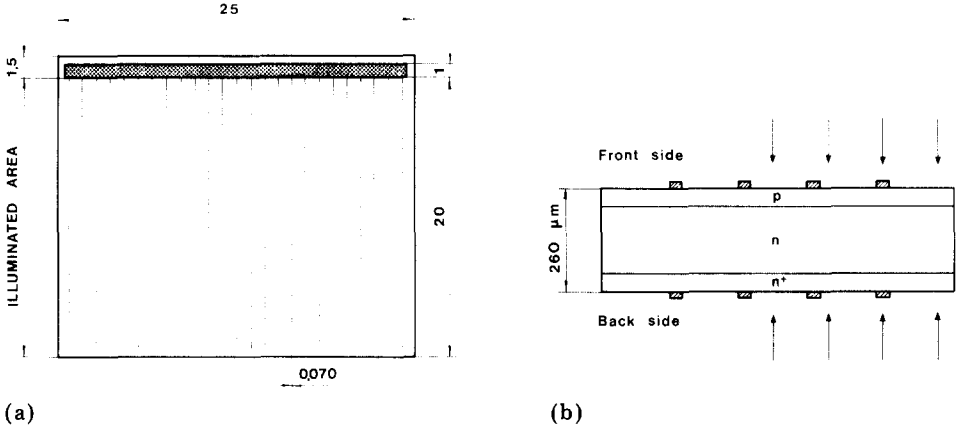 25
1,5
1
ILLUMINATED AREA
20
0,070
(a)
Front side
260 μm
p
n
n⁺
Back side
(b)